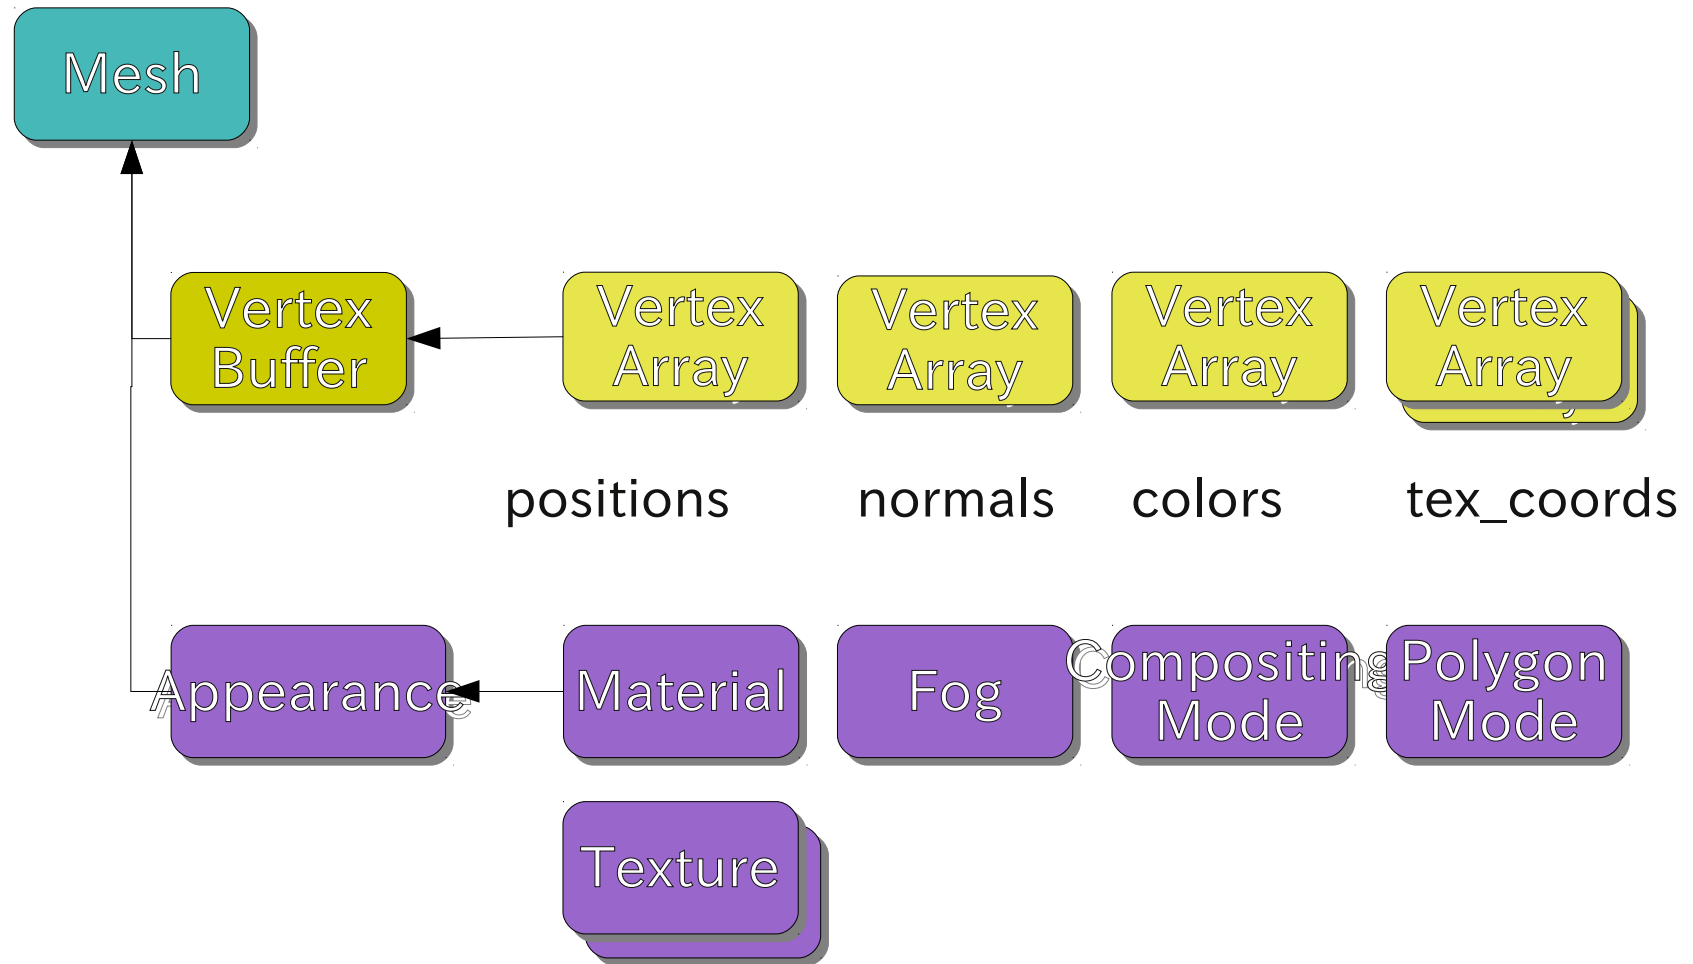 Mesh
Vertex
Buffer
Vertex
Array
Vertex
Array
Vertex
Array
Vertex
Array
positions
normals
colors
tex_coords
Appearance
Material
Fog
Compositing
Mode
Polygon
Mode
Texture